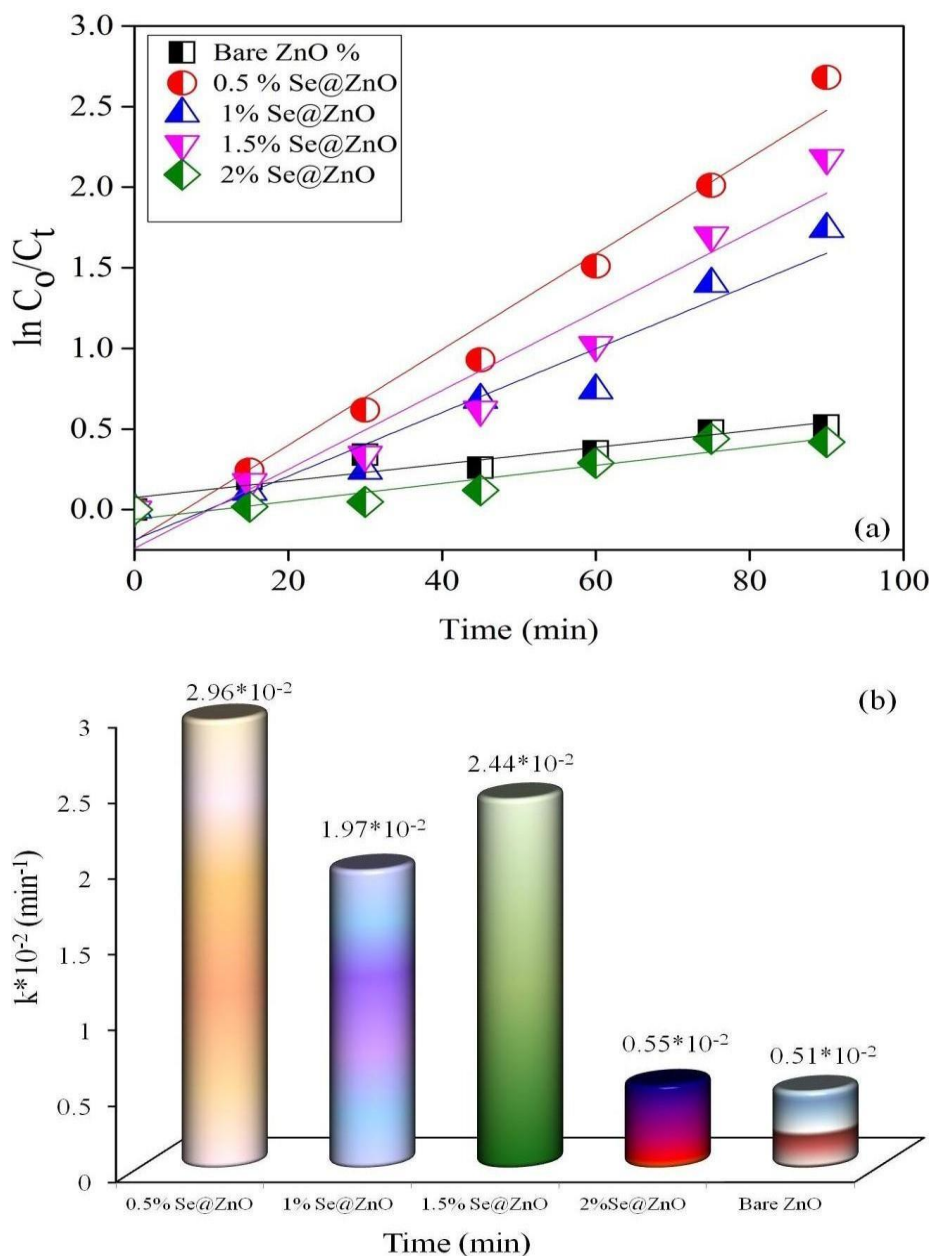 3.0
2.5
2.0
1.5
1.0
0.5
0.0
ln C₀/Cₜ
Bare ZnO %
0.5 % Se@ZnO
1% Se@ZnO
1.5% Se@ZnO
2% Se@ZnO
(a)
0 20 40 60 80 100
Time (min)
(b)
3
2.5
2
1.5
1
0.5
0
k*10⁻² (min⁻¹)
2.96*10⁻²
1.97*10⁻²
2.44*10⁻²
0.55*10⁻²
0.51*10⁻²
0.5% Se@ZnO 1% Se@ZnO 1.5% Se@ZnO 2%Se@ZnO Bare ZnO
Time (min)